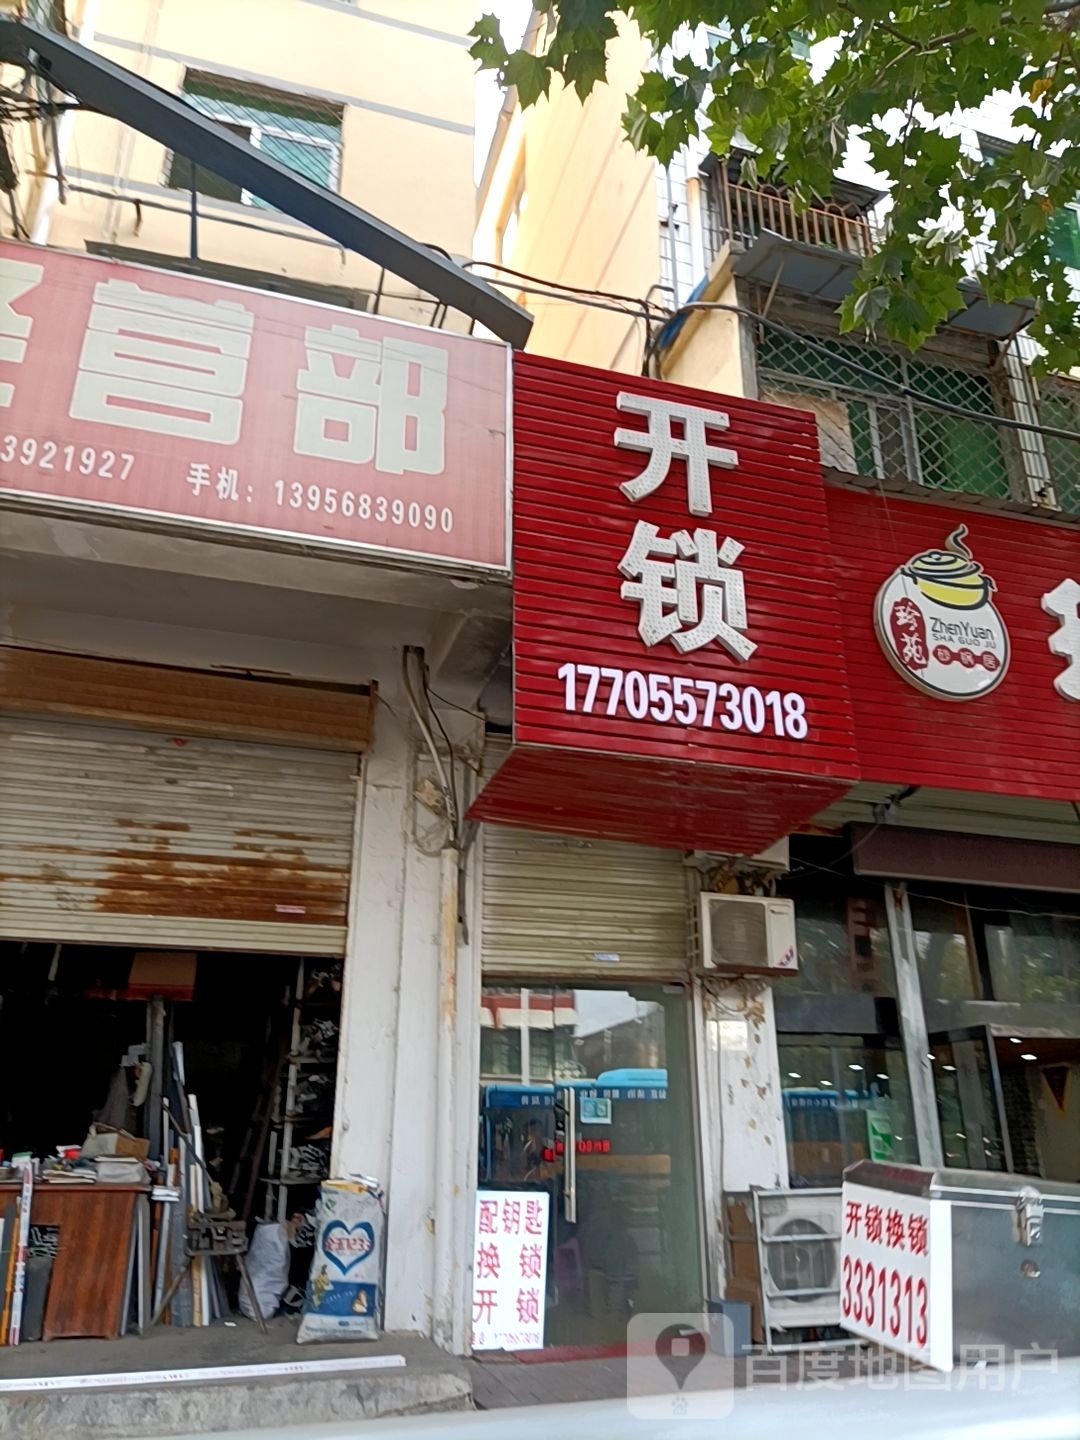 营部
3921927 手机：13956839090
开
锁
17705573018
珍苑
ZhenYuan
SHA GUO JU
砂锅居
配钥匙
换锁
开锁
17705573018
开锁换锁
3331313
百度地图用户